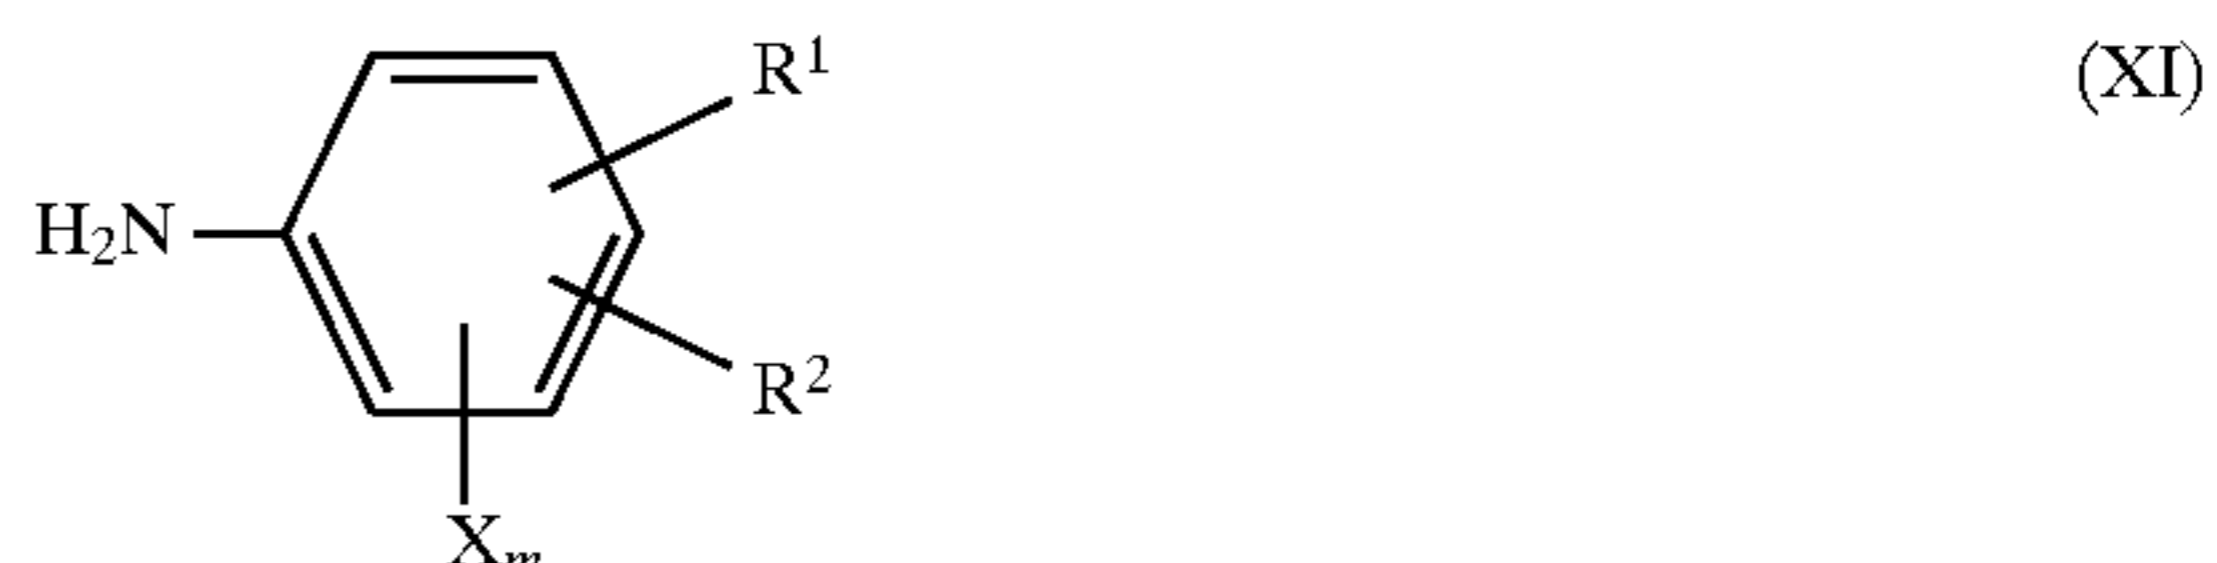 R¹ (XI)
H₂N
R²
Xₘ